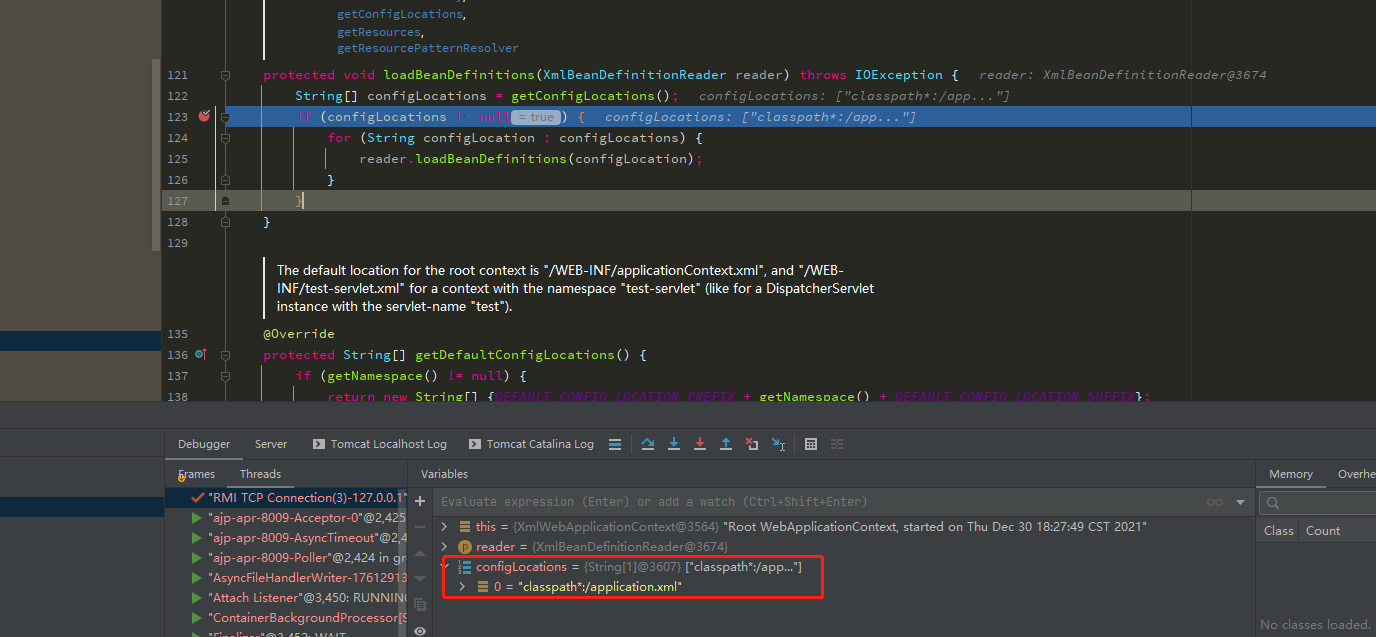 getConfigLocations,
getResources,
getResourcePatternResolver
121 protected void loadBeanDefinitions(XmlBeanDefinitionReader reader) throws IOException { reader: XmlBeanDefinitionReader@3674
122 String[] configLocations = getConfigLocations(); configLocations: ["classpath*:/app..."]
123 if (configLocations != null = true ) { configLocations: ["classpath*:/app..."]
124 for (String configLocation : configLocations) {
125 reader.loadBeanDefinitions(configLocation);
126 }
127 }
128 }
129
The default location for the root context is "/WEB-INF/applicationContext.xml", and "/WEB-
INF/test-servlet.xml" for a context with the namespace "test-servlet" (like for a DispatcherServlet
instance with the servlet-name "test").
135 @Override
136 protected String[] getDefaultConfigLocations() {
137 if (getNamespace() != null) {
138 return new String[] {DEFAULT_CONFIG_LOCATION_PREFIX + getNamespace() + DEFAULT_CONFIG_LOCATION_SUFFIX};
Debugger Server Tomcat Localhost Log Tomcat Catalina Log
Frames Threads
"RMI TCP Connection(3)-127.0.0.1"
"ajp-apr-8009-Acceptor-0"@2,425
"ajp-apr-8009-AsyncTimeout"@2,4
"ajp-apr-8009-Poller"@2,424 in gr
"AsyncFileHandlerWriter-17612913
"Attach Listener"@3,450: RUNNING
"ContainerBackgroundProcessor[S
"Finalizer"@3,452: WAIT
Variables
Evaluate expression (Enter) or add a watch (Ctrl+Shift+Enter)
this = {XmlWebApplicationContext@3564} "Root WebApplicationContext, started on Thu Dec 30 18:27:49 CST 2021"
p reader = {XmlBeanDefinitionReader@3674}
configLocations = {String[1]@3607} ["classpath*:/app..."]
0 = "classpath*:/application.xml"
Memory Overhe
Class Count
No classes loaded.